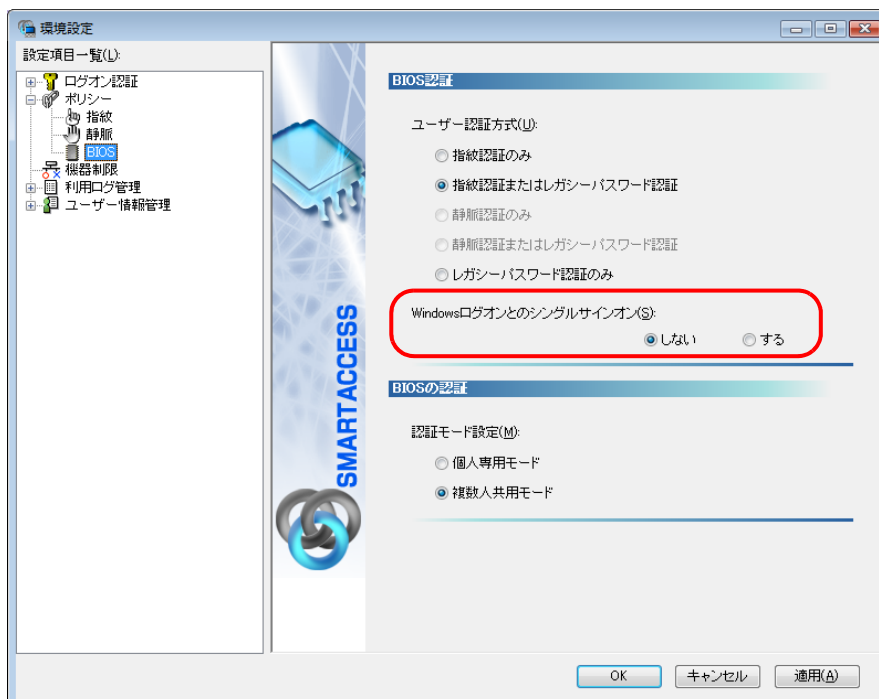 環境設定
設定項目一覧(L):
ログオン認証
ポリシー
指紋
静脈
BIOS
機器制限
利用ログ管理
ユーザー情報管理
SMARTACCESS
BIOS認証
ユーザー認証方式(U):
指紋認証のみ
指紋認証またはレガシーパスワード認証
静脈認証のみ
静脈認証またはレガシーパスワード認証
レガシーパスワード認証のみ
Windowsログオンとのシングルサインオン(S):
しない する
BIOSの認証
認証モード設定(M):
個人専用モード
複数人共用モード
OK キャンセル 適用(A)